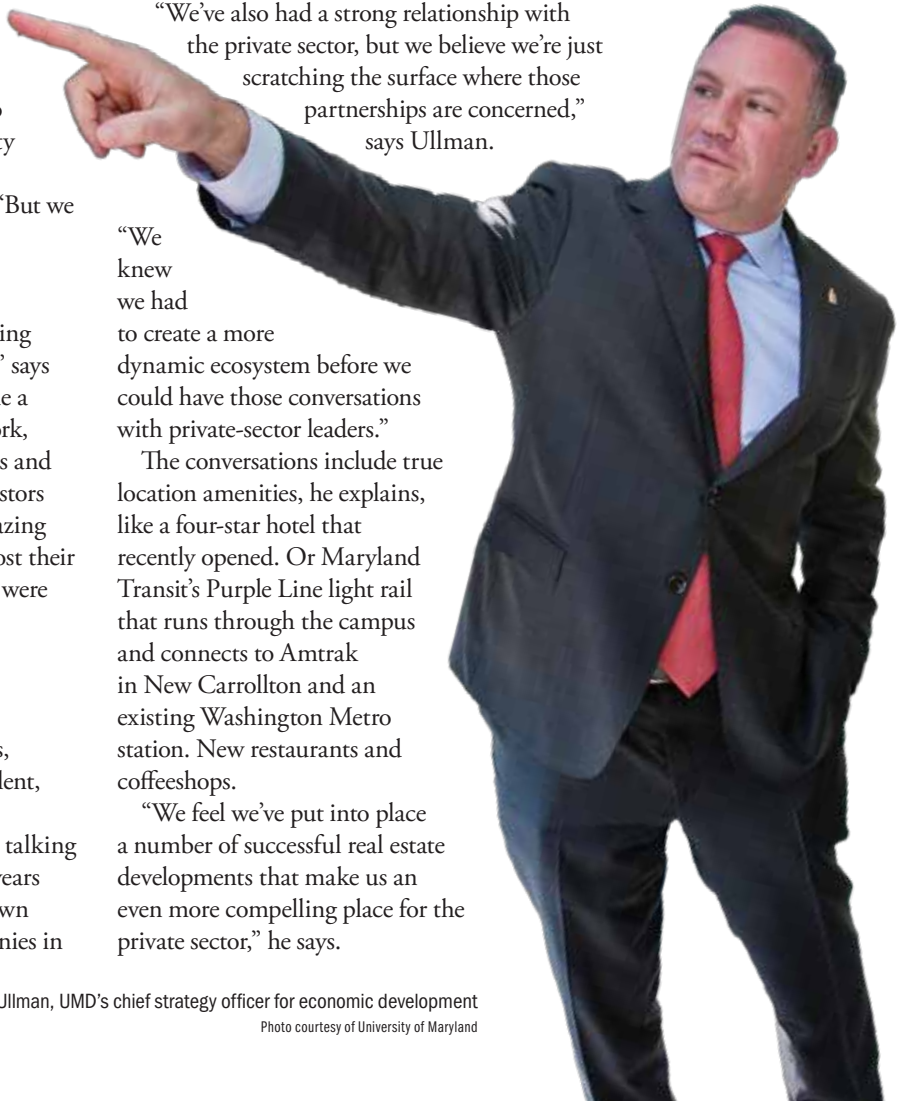 ty
“But we
ing
” says
e a
rk,
s and
stors
azing
ost their
were
s,
lent,
talking
years
wn
nies in
“We’ve also had a strong relationship with
the private sector, but we believe we’re just
scratching the surface where those
partnerships are concerned,”
says Ullman.
“We
knew
we had
to create a more
dynamic ecosystem before we
could have those conversations
with private-sector leaders.”
The conversations include true
location amenities, he explains,
like a four-star hotel that
recently opened. Or Maryland
Transit’s Purple Line light rail
that runs through the campus
and connects to Amtrak
in New Carrollton and an
existing Washington Metro
station. New restaurants and
coffeeshops.
“We feel we’ve put into place
a number of successful real estate
developments that make us an
even more compelling place for the
private sector,” he says.
Ullman, UMD’s chief strategy officer for economic development
Photo courtesy of University of Maryland